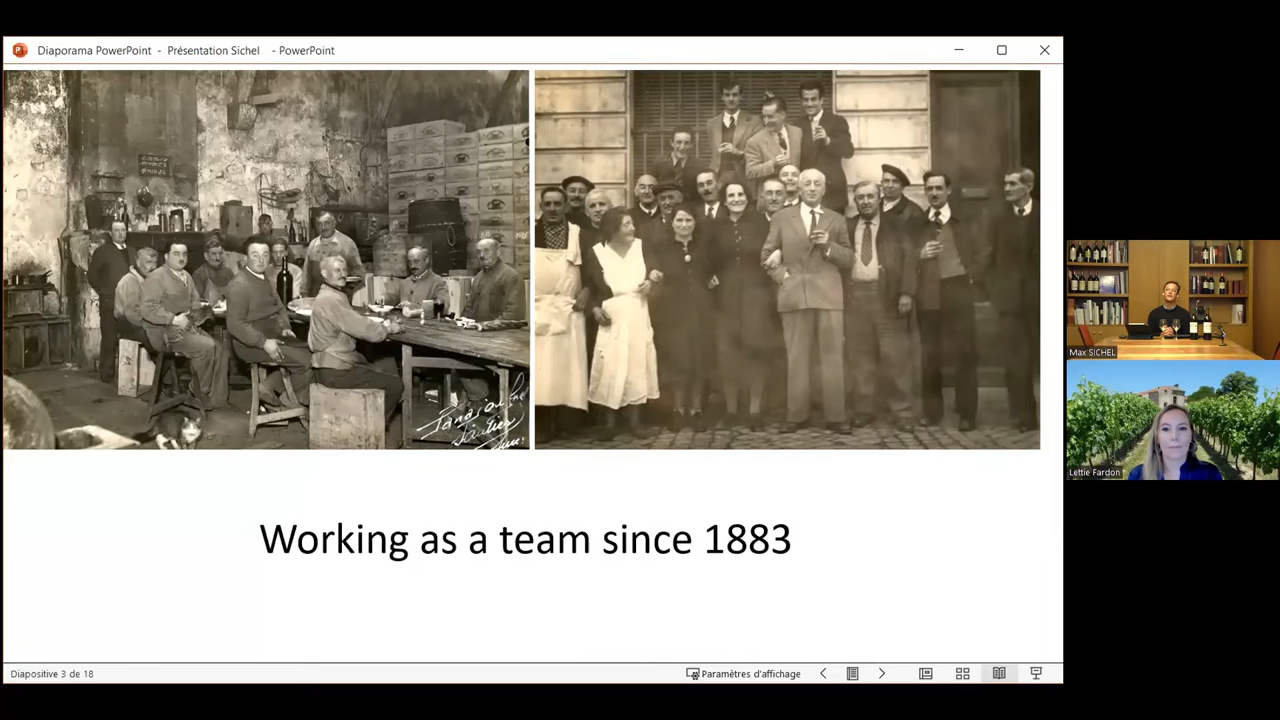 Diaporama PowerPoint - Présentation Sichel - PowerPoint
Max SICHEL
Lettie Fardon
Working as a team since 1883
Diapositive 3 de 18
Paramètres d'affichage